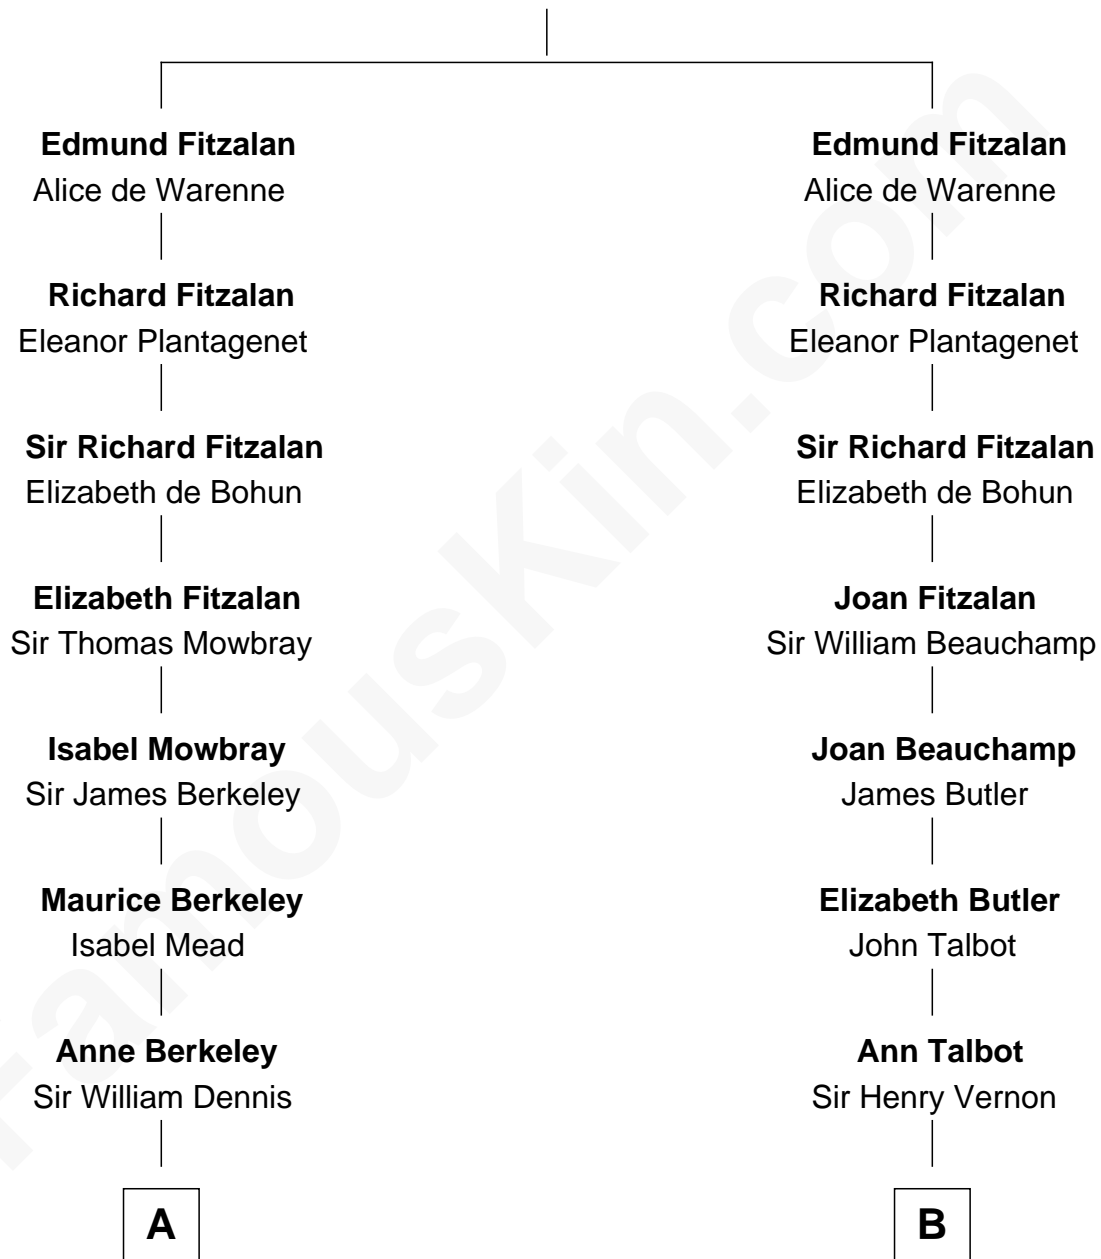 Edmund Fitzalan
Alice de Warenne
Richard Fitzalan
Eleanor Plantagenet
Sir Richard Fitzalan
Elizabeth de Bohun
Elizabeth Fitzalan
Sir Thomas Mowbray
Isabel Mowbray
Sir James Berkeley
Maurice Berkeley
Isabel Mead
Anne Berkeley
Sir William Dennis
A
Edmund Fitzalan
Alice de Warenne
Richard Fitzalan
Eleanor Plantagenet
Sir Richard Fitzalan
Elizabeth de Bohun
Joan Fitzalan
Sir William Beauchamp
Joan Beauchamp
James Butler
Elizabeth Butler
John Talbot
Ann Talbot
Sir Henry Vernon
B
FamousKin.com